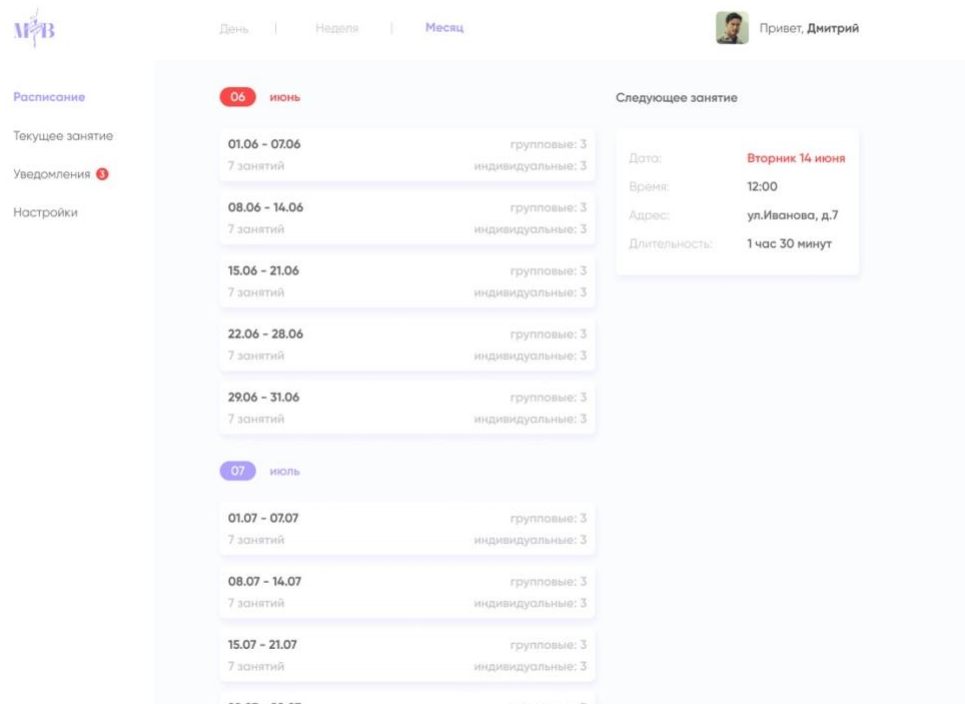 МВ
День | Неделя | Месяц
Привет, Дмитрий
Расписание
Текущее занятие
Уведомления 3
Настройки
06 июнь
01.06 - 07.06 групповые: 3
7 занятий индивидуальные: 3
08.06 - 14.06 групповые: 3
7 занятий индивидуальные: 3
15.06 - 21.06 групповые: 3
7 занятий индивидуальные: 3
22.06 - 28.06 групповые: 3
7 занятий индивидуальные: 3
29.06 - 31.06 групповые: 3
7 занятий индивидуальные: 3
07 июль
01.07 - 07.07 групповые: 3
7 занятий индивидуальные: 3
08.07 - 14.07 групповые: 3
7 занятий индивидуальные: 3
15.07 - 21.07 групповые: 3
7 занятий индивидуальные: 3
Следующее занятие
Дата: Вторник 14 июня
Время: 12:00
Адрес: ул.Иванова, д.7
Длительность: 1 час 30 минут